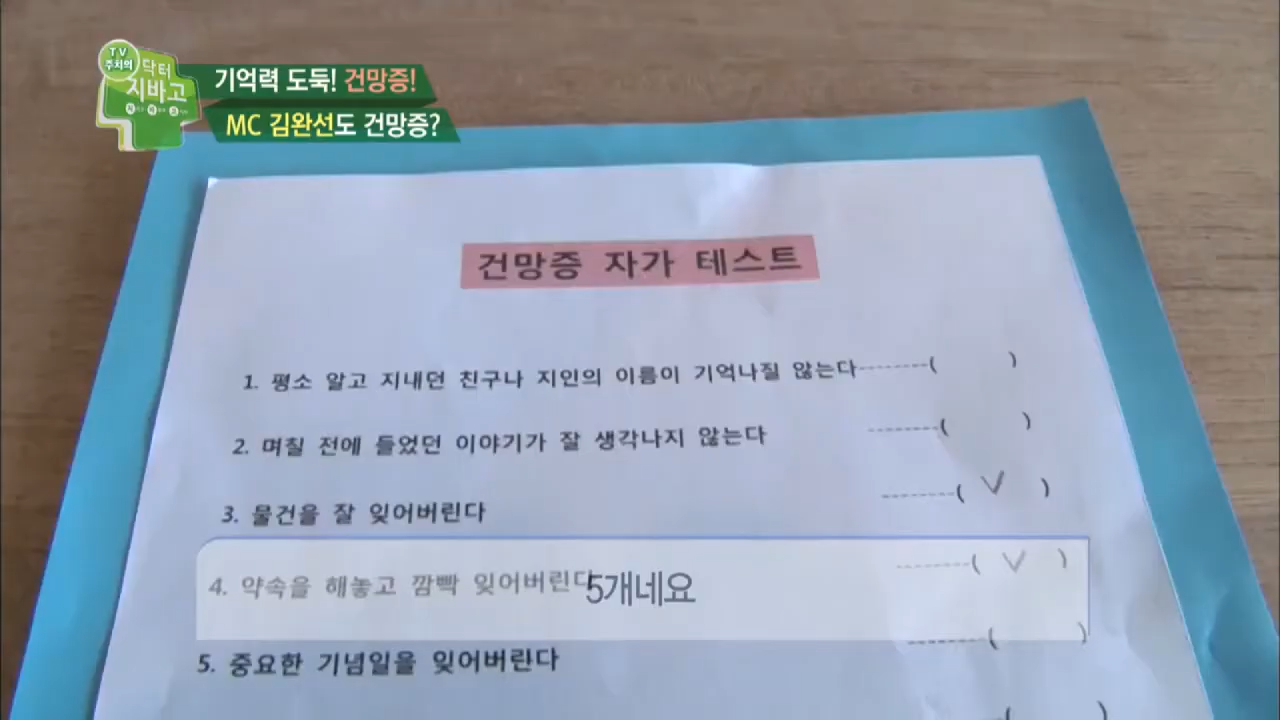 TV
주치의
닥터
지바고
기억력 도둑! 건망증!
MC 김완선도 건망증?
건망증 자가 테스트
1. 평소 알고 지내던 친구나 지인의 이름이 기억나질 않는다-------( )
2. 며칠 전에 들었던 이야기가 잘 생각나지 않는다 -------( )
3. 물건을 잘 잊어버린다 -------( V )
4. 약속을 해놓고 깜빡 잊어버린다 -------( V )
5개네요
5. 중요한 기념일을 잊어버린다 -------( )
( )